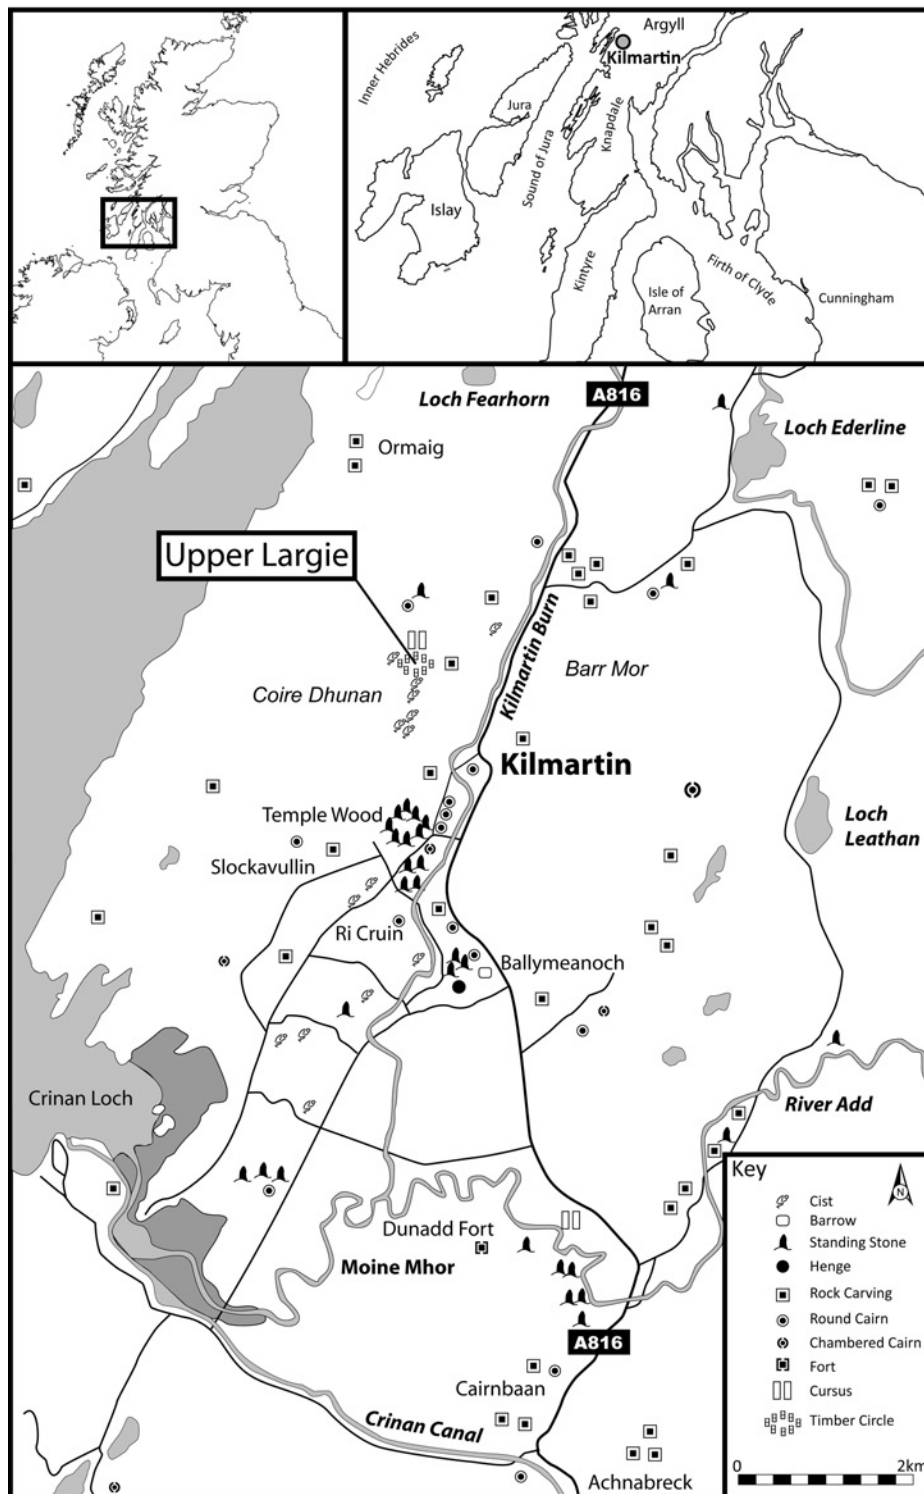 Argyll
Kilmartin
Inner Hebrides
Jura
Sound of Jura
Knapdale
Islay
Kintyre
Isle of
Arran
Firth of Clyde
Cunningham
Loch Fearhorn
A816
Loch Ederline
Ormaig
Upper Largie
Kilmartin Burn
Barr Mor
Coire Dhunan
Kilmartin
Temple Wood
Loch
Leathan
Slockavullin
Ri Cruin
Ballymeanoch
Crinan Loch
River Add
Dunadd Fort
Moine Mhor
A816
Cairnbaan
Crinan Canal
Achnabreck
Key
N
Cist
Barrow
Standing Stone
Henge
Rock Carving
Round Cairn
Chambered Cairn
Fort
Cursus
Timber Circle
0 2km